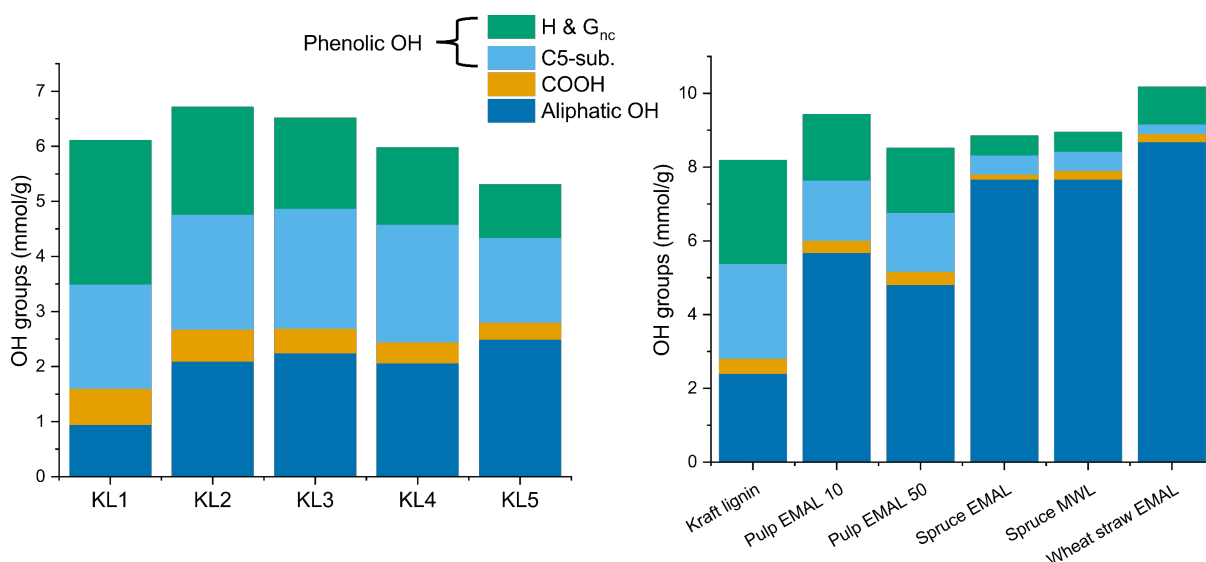 Phenolic OH
H & Gnc
C5-sub.
COOH
Aliphatic OH
OH groups (mmol/g)
7
6
5
4
3
2
1
0
KL1 KL2 KL3 KL4 KL5
OH groups (mmol/g)
10
8
6
4
2
0
Kraft lignin
Pulp EMAL 10
Pulp EMAL 50
Spruce EMAL
Spruce MWL
Wheat straw EMAL